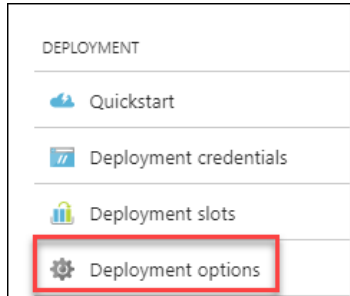 DEPLOYMENT
Quickstart
Deployment credentials
Deployment slots
Deployment options